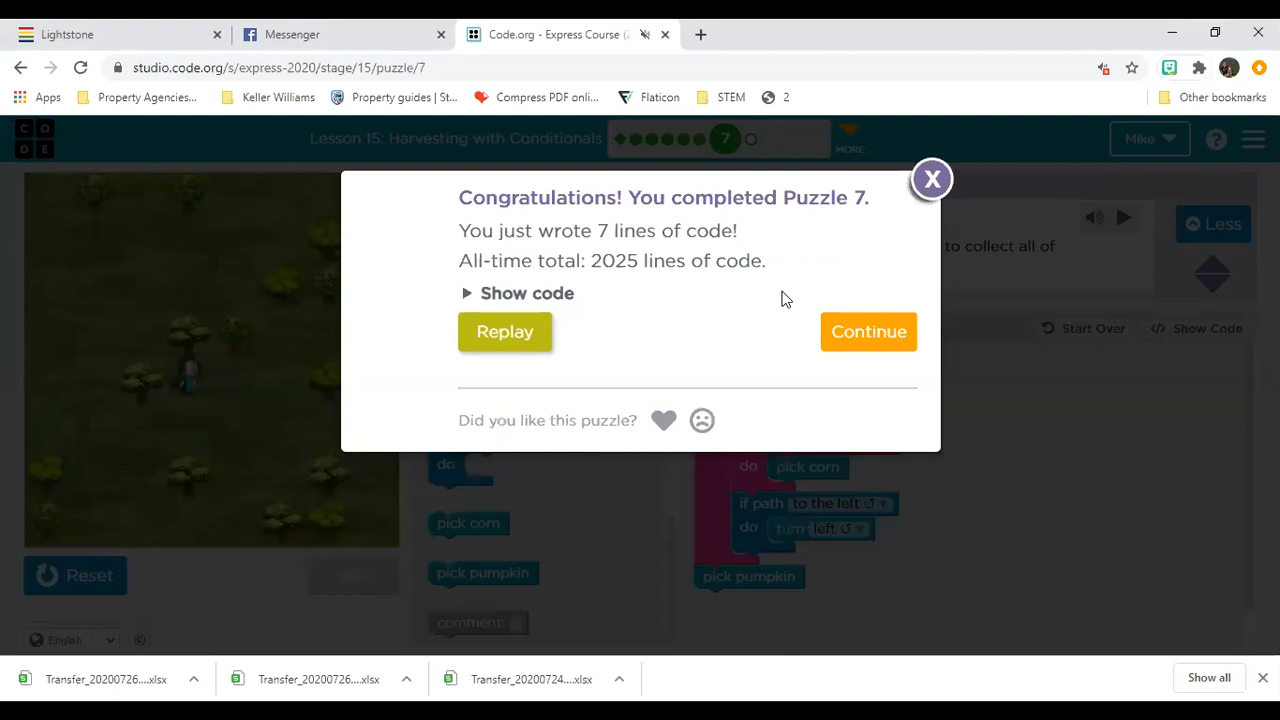 Lightstone
Messenger
Code.org - Express Course (2
studio.code.org/s/express-2020/stage/15/puzzle/7
Apps
Property Agencies...
Keller Williams
Property guides | St...
Compress PDF onlin...
Flaticon
STEM
2
Other bookmarks
CO
DE
Lesson 15: Harvesting with Conditionals
7
MORE
Mike
?
X
Congratulations! You completed Puzzle 7.
You just wrote 7 lines of code!
All-time total: 2025 lines of code.
Show code
Replay
Continue
Did you like this puzzle?
to collect all of
Less
Start Over
</> Show Code
do
do pick corn
if path to the left ↺
do turn left ↺
pick corn
pick pumpkin
pick pumpkin
comment:
Reset
English
©
Transfer_20200726....xlsx
Transfer_20200726....xlsx
Transfer_20200724....xlsx
Show all